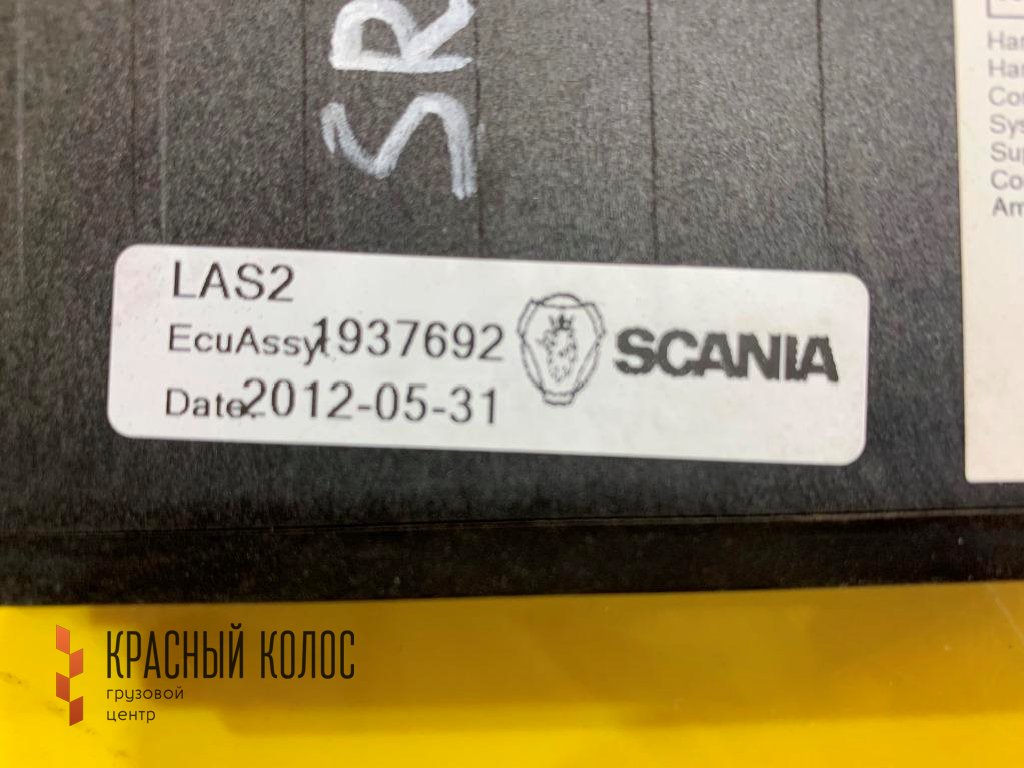 SR
LAS2
EcuAssy 1937692
Date: 2012-05-31
SCANIA
КРАСНЫЙ КОЛОС
грузовой
центр